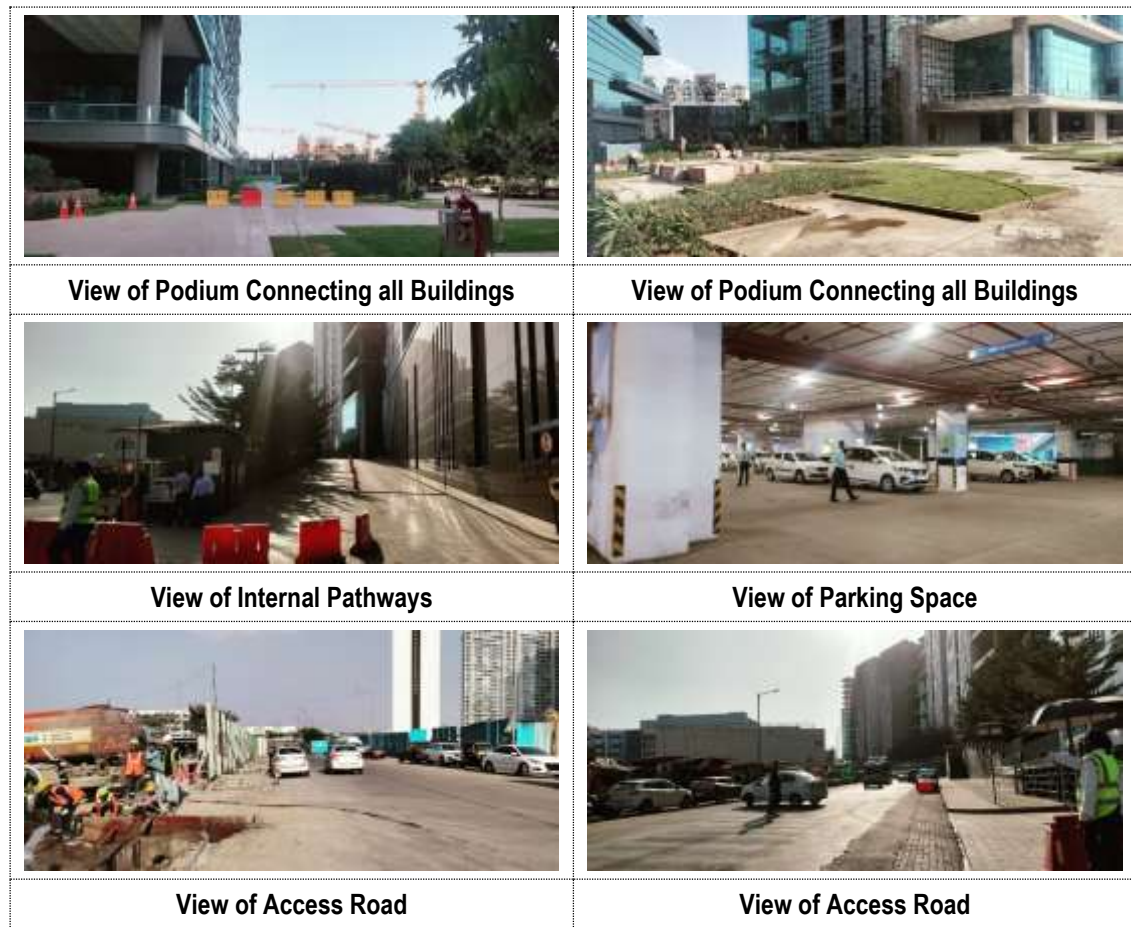 View of Podium Connecting all Buildings
View of Podium Connecting all Buildings
View of Internal Pathways
View of Parking Space
View of Access Road
View of Access Road